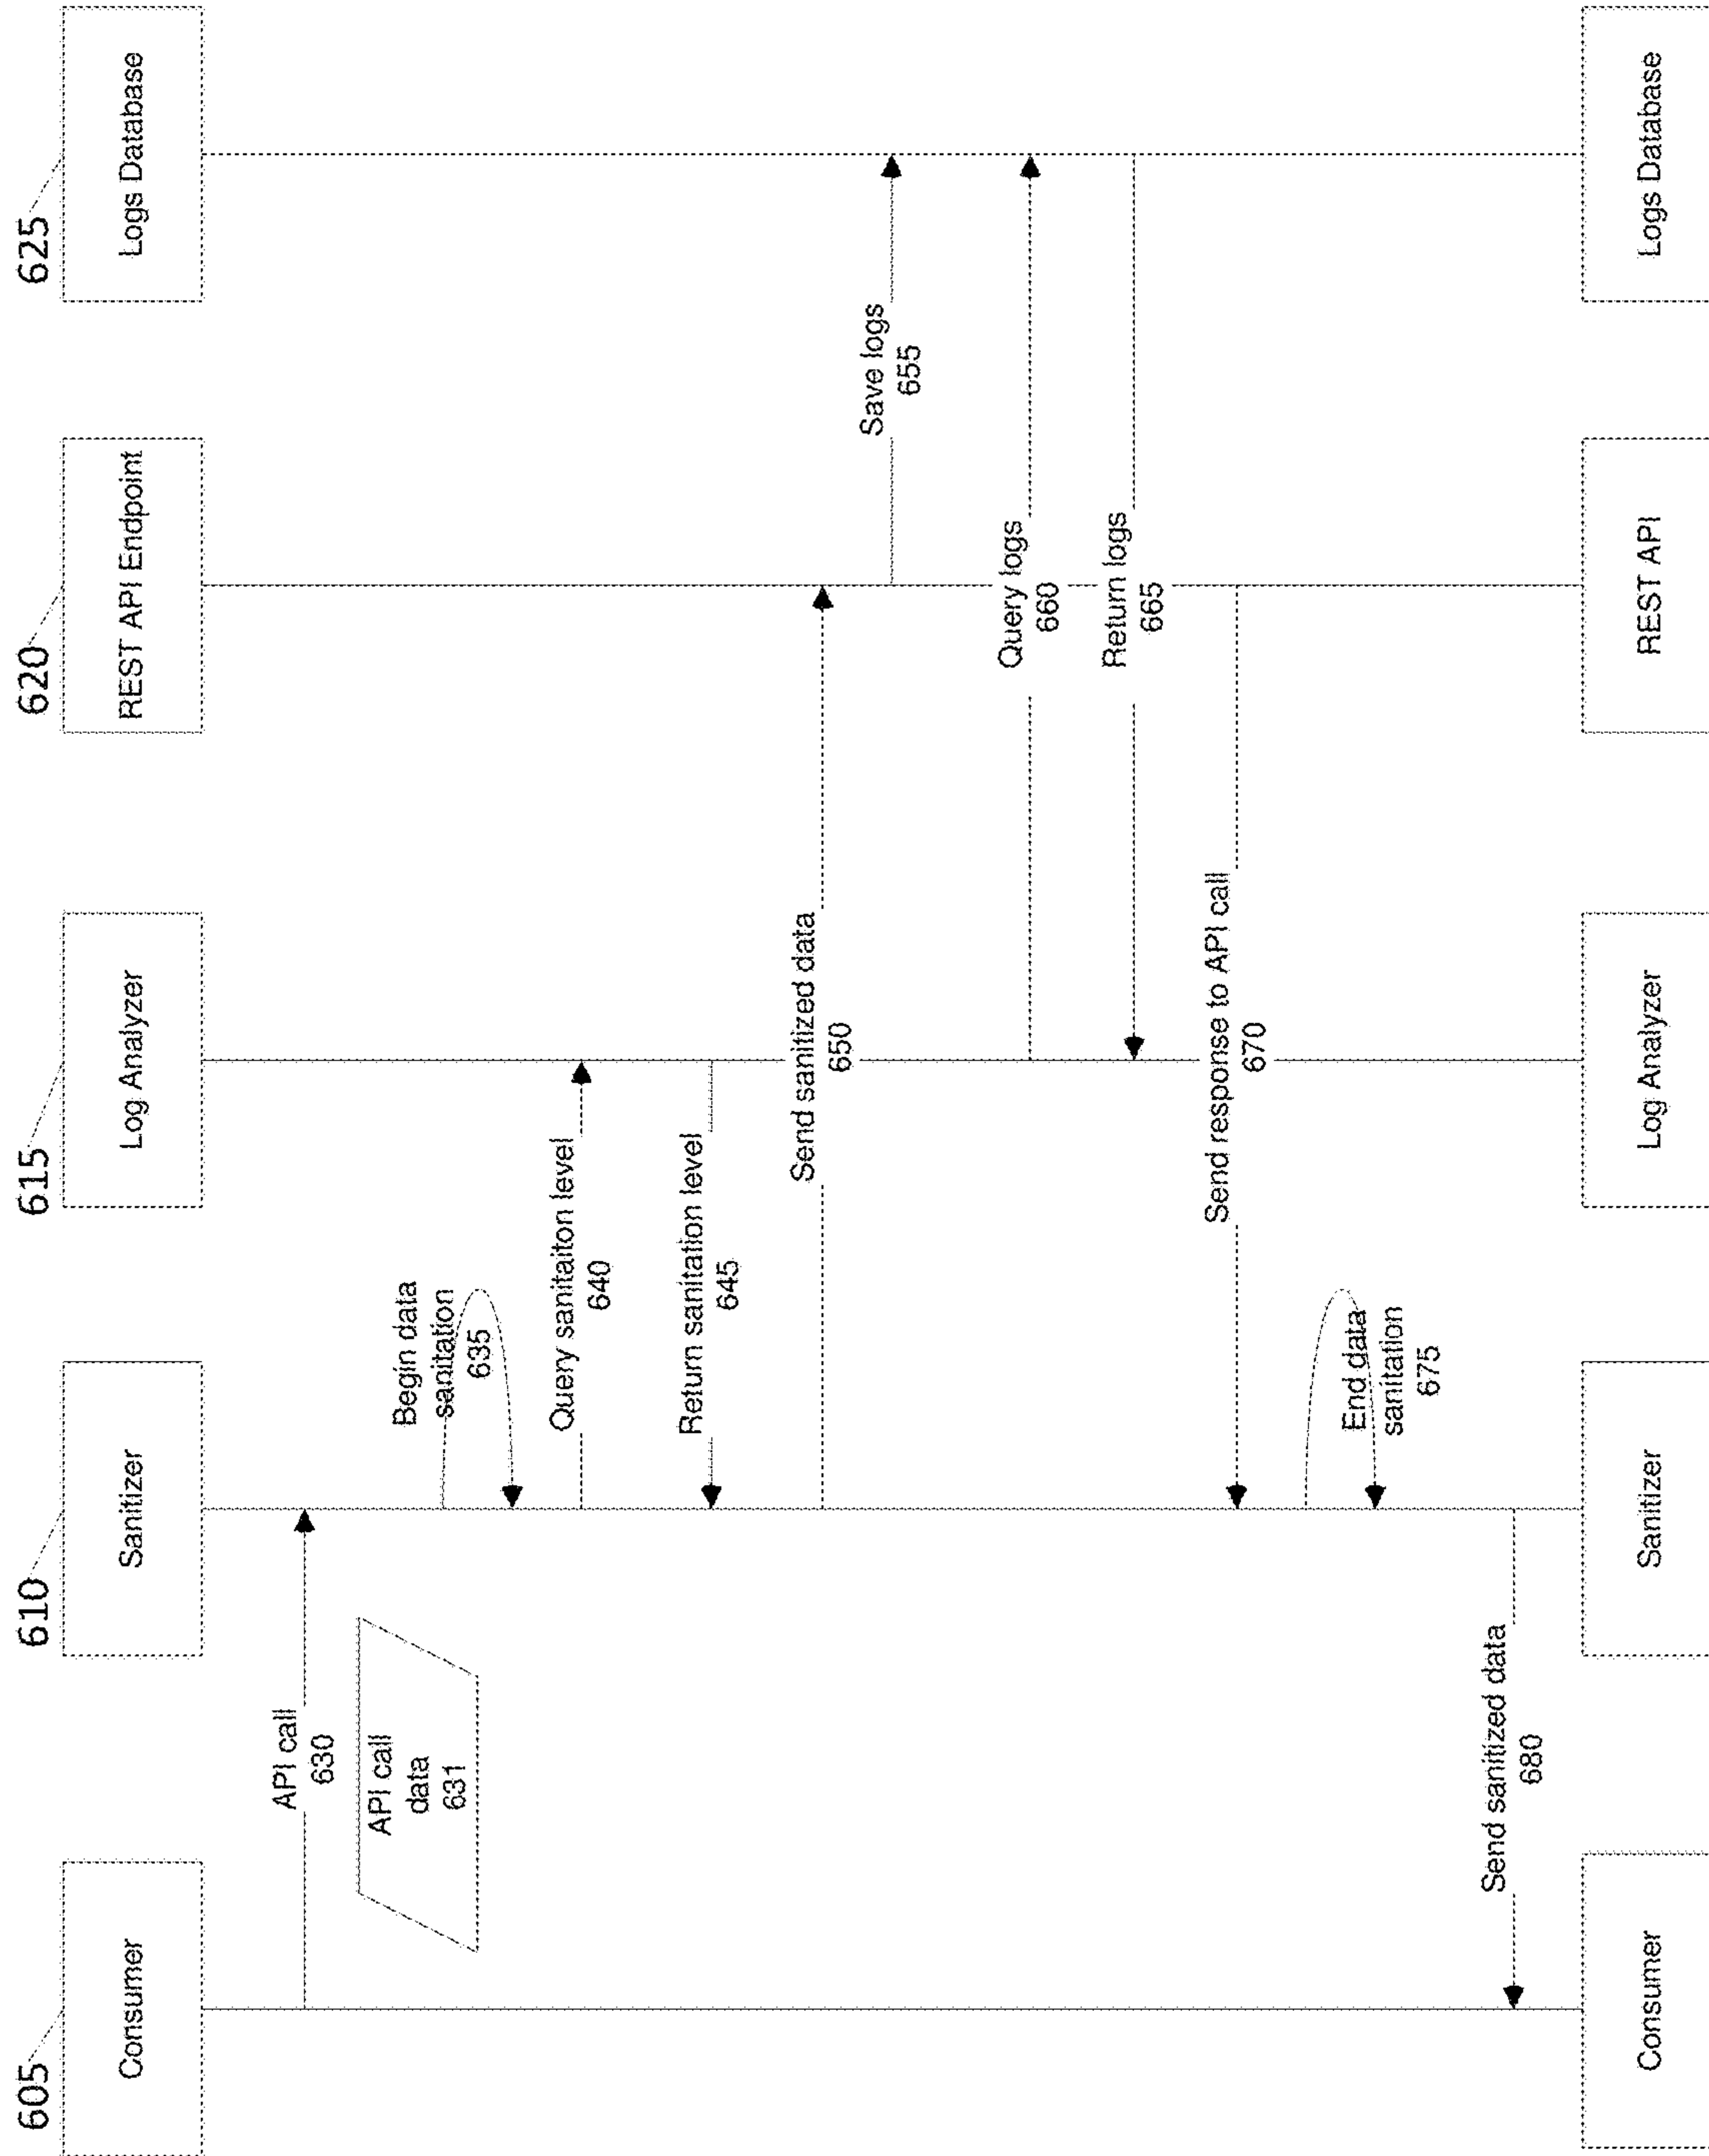 605
610
615
620
625
Consumer
Sanitizer
Log Analyzer
REST API Endpoint
Logs Database
API call
630
API call
data
631
Begin data
sanitation
635
Query sanitaiton level
640
Return sanitation level
645
Send sanitized data
650
Save logs
655
Query logs
660
Return logs
665
Send response to API call
670
End data
sanitation
675
Send sanitized data
680
Consumer
Sanitizer
Log Analyzer
REST API
Logs Database